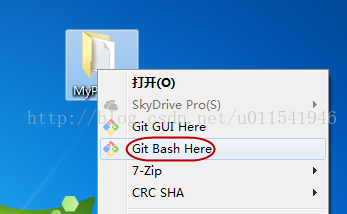 打开(O)
SkyDrive Pro(S)
http://blog.csdn.net/u011541946
Git GUI Here
Git Bash Here
7-Zip
CRC SHA